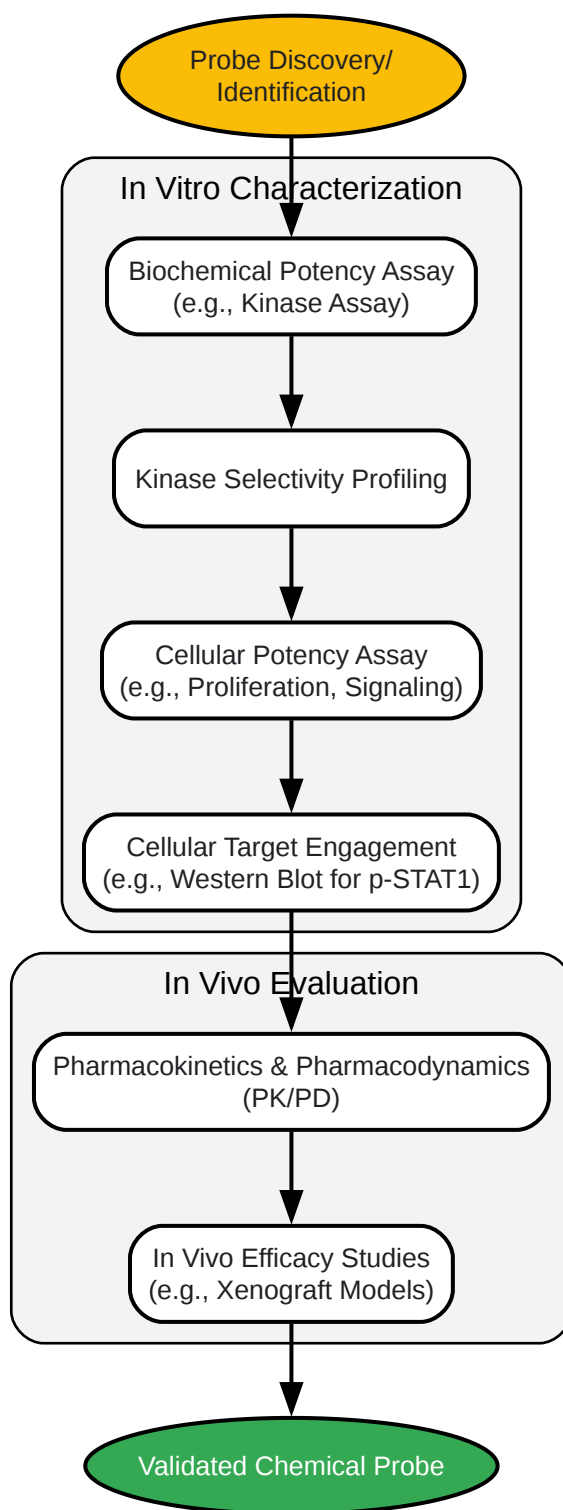 Probe Discovery/
Identification
In Vitro Characterization
Biochemical Potency Assay
(e.g., Kinase Assay)
Kinase Selectivity Profiling
Cellular Potency Assay
(e.g., Proliferation, Signaling)
Cellular Target Engagement
(e.g., Western Blot for p-STAT1)
In Vivo Evaluation
Pharmacokinetics & Pharmacodynamics
(PK/PD)
In Vivo Efficacy Studies
(e.g., Xenograft Models)
Validated Chemical Probe